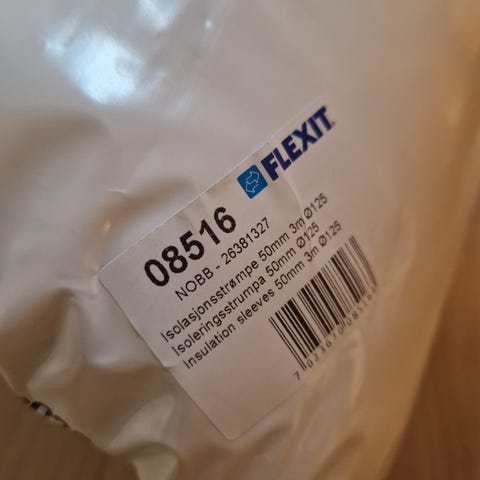 FLEXIT
08516
NOBB - 26381327
Isolasjonsstrømpe 50mm 3m Ø125
Isoleringsstrumpa 50mm Ø125
Insulation sleeves 50mm 3m Ø125